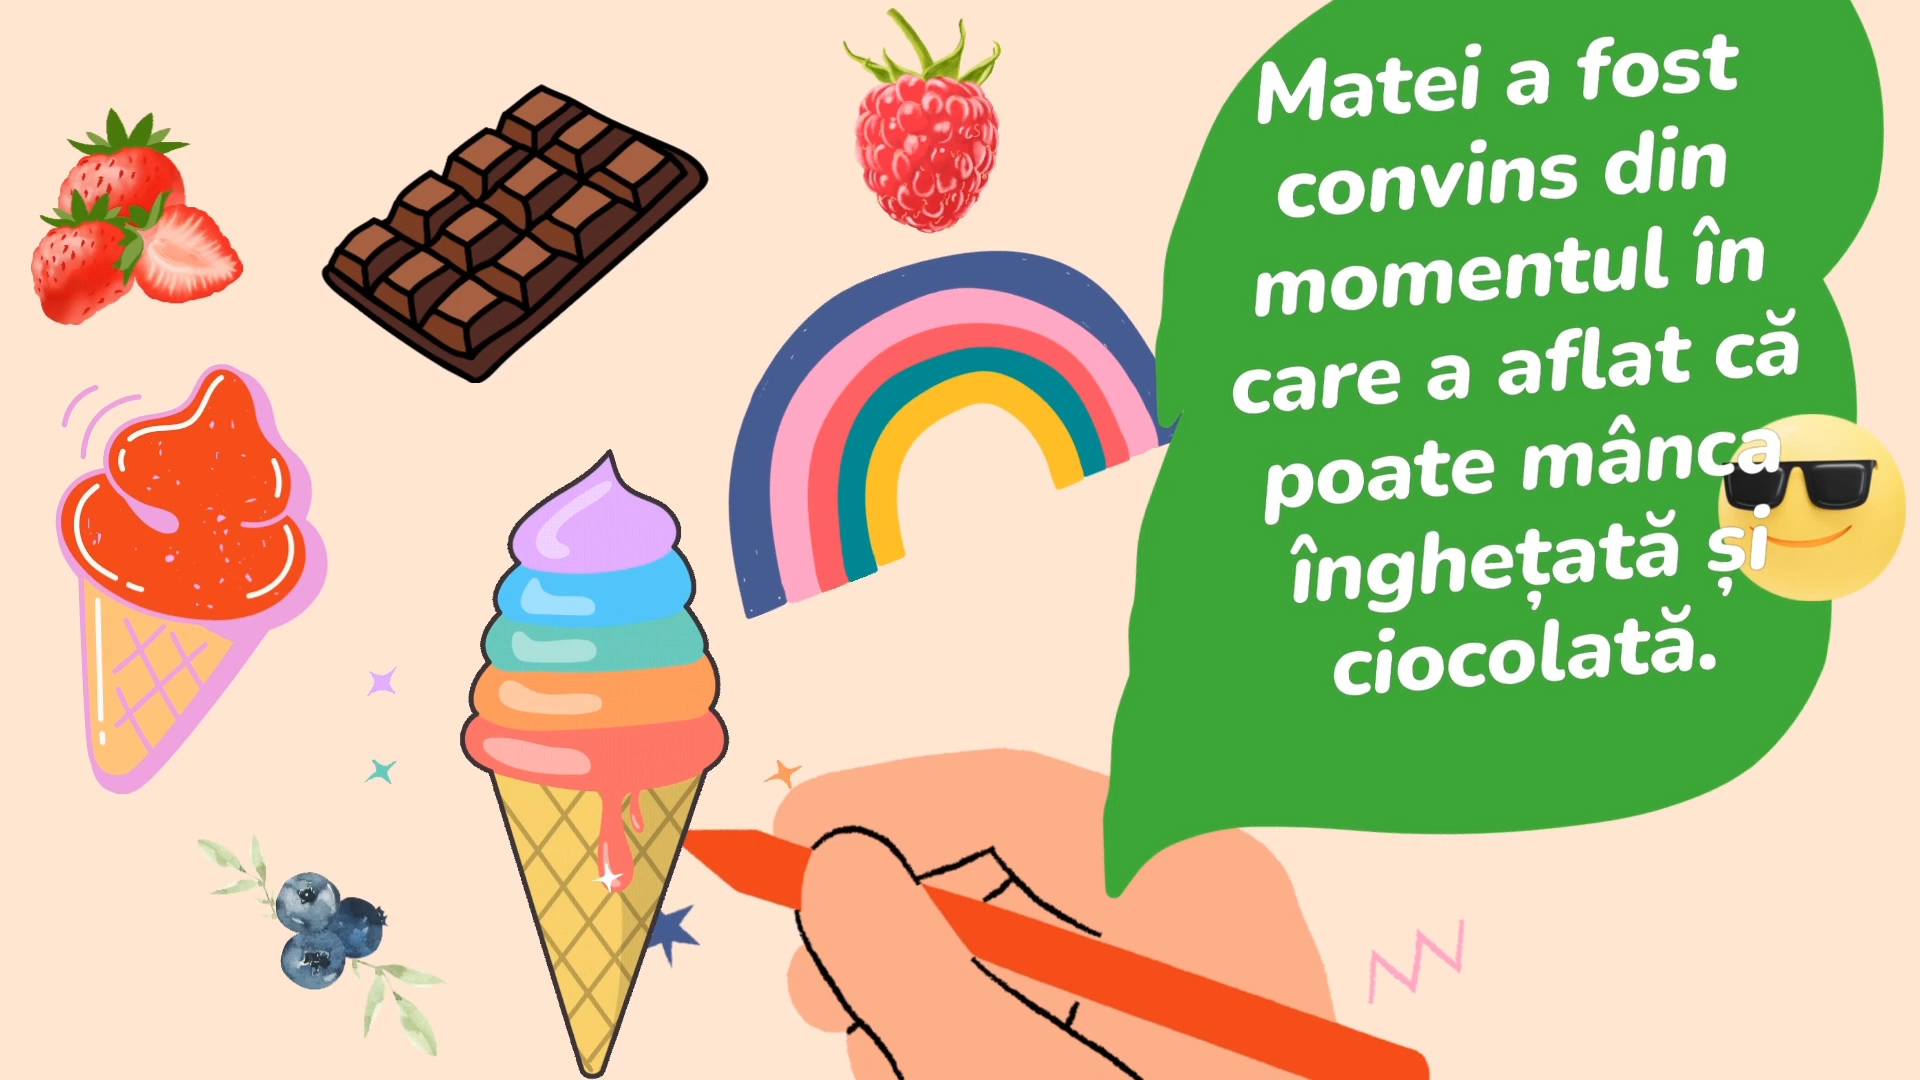 Matei a fost
convins din
momentul în
care a aflat că
poate mânca
înghețată și
ciocolată.